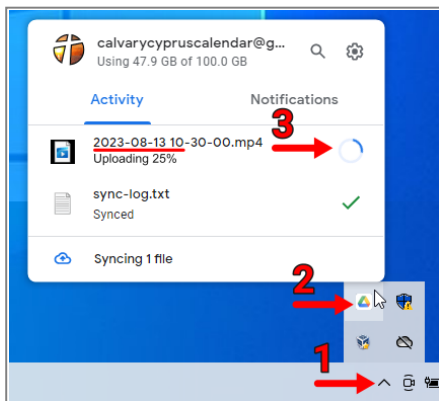 calvarycypruscalendar@g...
Using 47.9 GB of 100.0 GB
Activity
Notifications
3
2023-08-13 10-30-00.mp4
Uploading 25%
sync-log.txt
Synced
Syncing 1 file
2
1